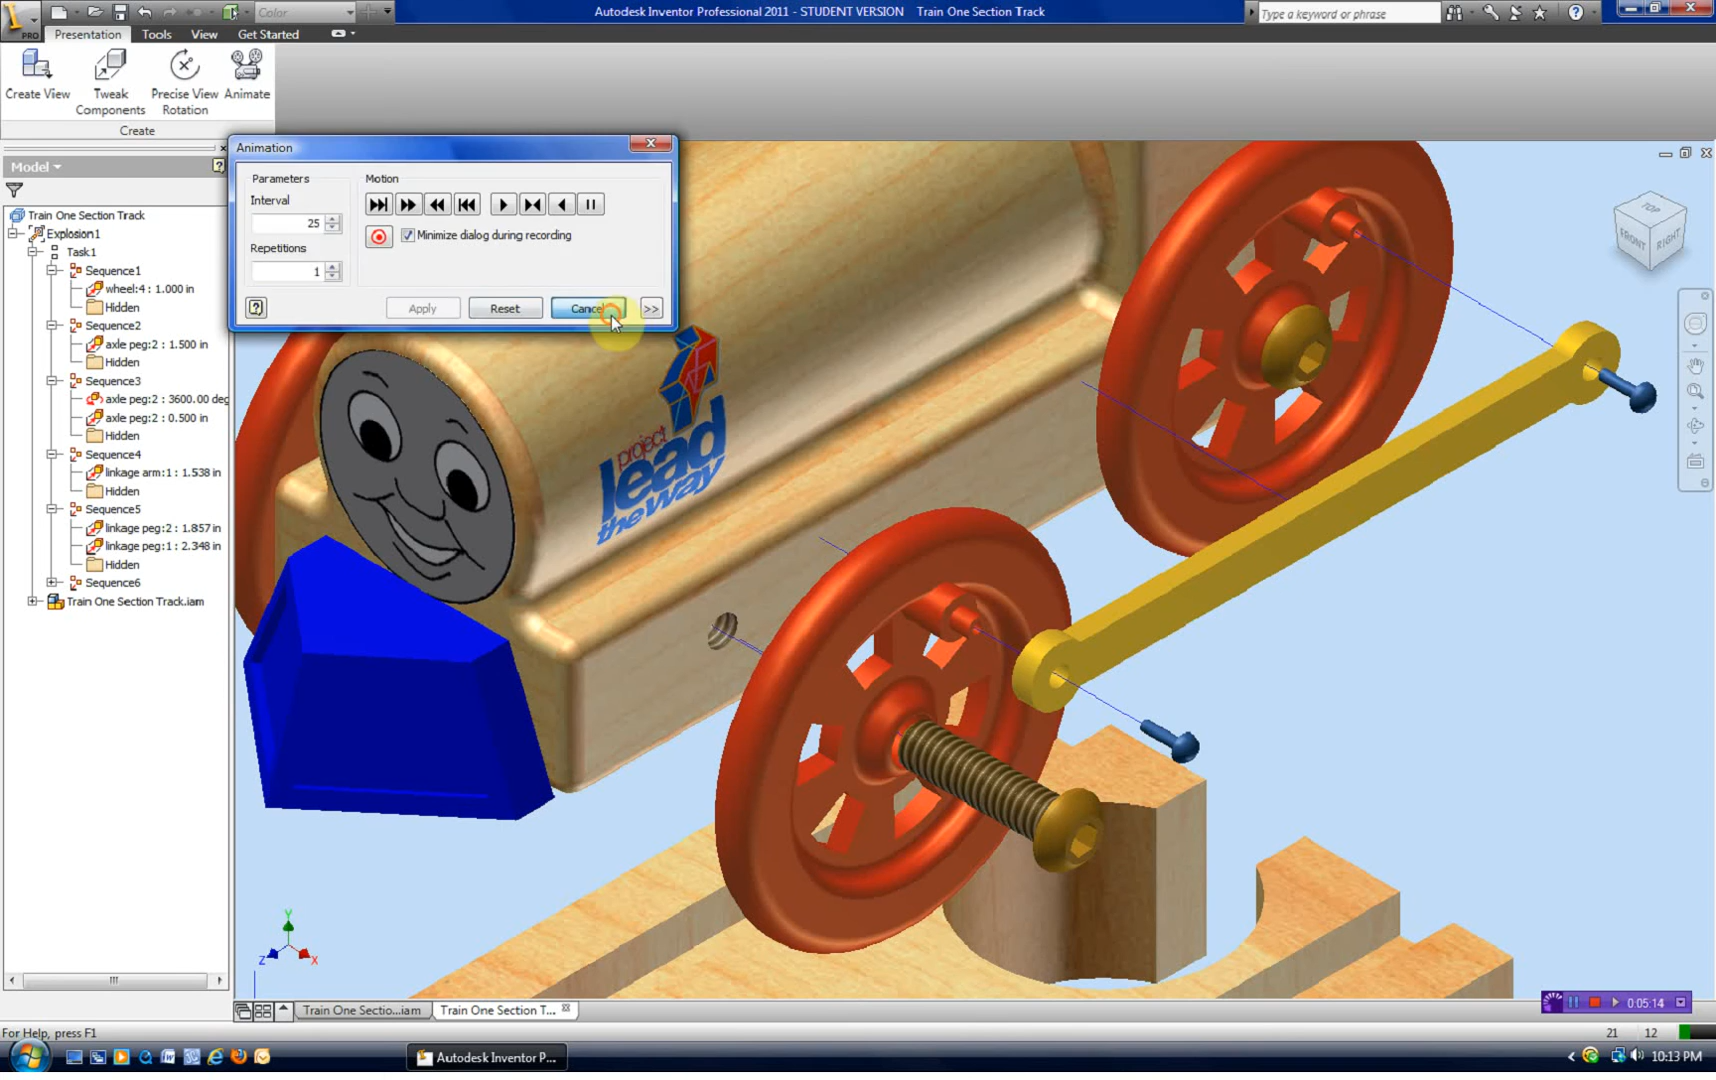 PRO
Color
Autodesk Inventor Professional 2011 - STUDENT VERSION Train One Section Track
Type a keyword or phrase
Presentation Tools View Get Started
Create View
Tweak Components
Precise View Rotation
Animate
Create
Model
Train One Section Track
Explosion1
Task1
Sequence1
wheel:4 : 1.000 in
Hidden
Sequence2
axle peg:2 : 1.500 in
Hidden
Sequence3
axle peg:2 : 3600.00 deg
axle peg:2 : 0.500 in
Hidden
Sequence4
linkage arm:1 : 1.538 in
Hidden
Sequence5
linkage peg:2 : 1.857 in
linkage peg:1 : 2.348 in
Hidden
Sequence6
Train One Section Track.iam
Animation
Parameters
Interval
25
Repetitions
1
Motion
Minimize dialog during recording
Apply Reset Cancel >>
project
lead
the way
TOP
FRONT RIGHT
Y
Z X
Train One Sectio...iam Train One Section T...
0:05:14
For Help, press F1
21 12
Autodesk Inventor P...
10:13 PM